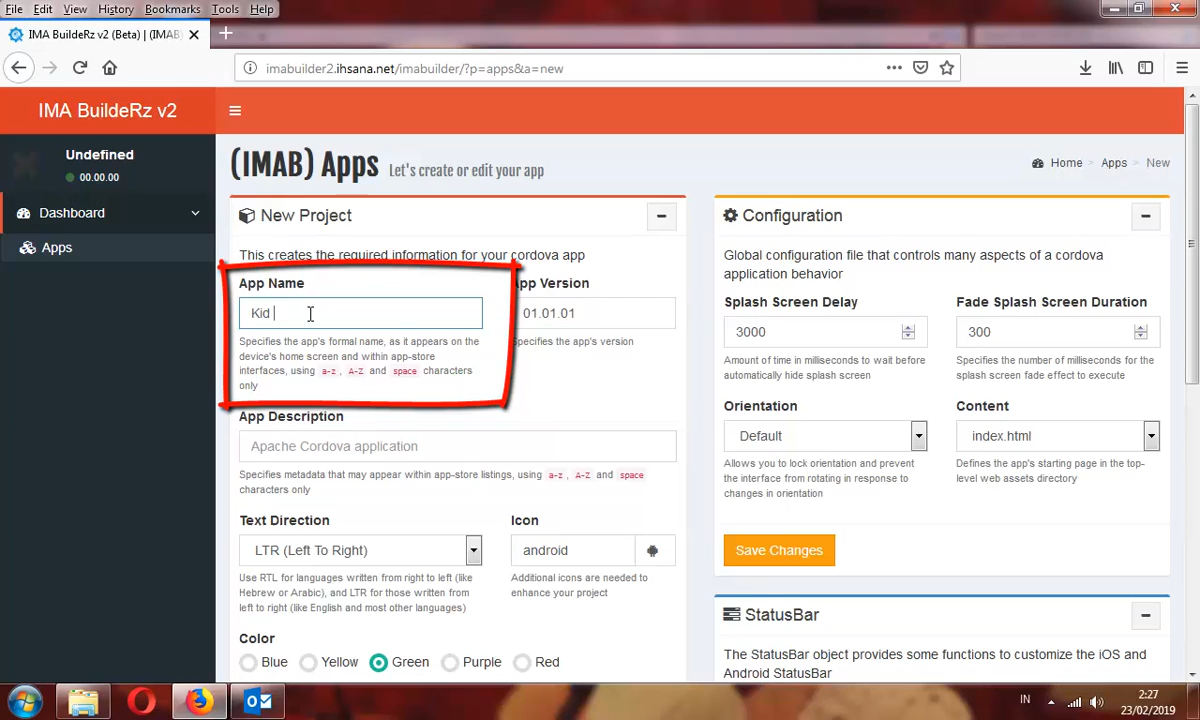 File Edit View History Bookmarks Tools Help
IMA BuildeRz v2 (Beta) | (IMAB)
imabuilder2.ihsana.net/imabuilder/?p=apps&a=new
IMA BuildeRz v2
Undefined
00.00.00
Dashboard
Apps
(IMAB) Apps Let's create or edit your app
Home Apps > New
New Project
This creates the required information for your cordova app
App Name
Kid
Specifies the app's formal name, as it appears on the
device's home screen and within app-store
interfaces, using a-z, A-Z and space characters
only
App Version
01.01.01
Specifies the app's version
App Description
Apache Cordova application
Specifies metadata that may appear within app-store listings, using a-z, A-Z and space
characters only
Text Direction
LTR (Left To Right)
Use RTL for languages written from right to left (like
Hebrew or Arabic), and LTR for those written from
left to right (like English and most other languages)
Icon
android
Additional icons are needed to
enhance your project
Color
Blue Yellow Green Purple Red
Configuration
Global configuration file that controls many aspects of a cordova
application behavior
Splash Screen Delay
3000
Amount of time in milliseconds to wait before
automatically hide splash screen
Fade Splash Screen Duration
300
Specifies the number of milliseconds for the
splash screen fade effect to execute
Orientation
Default
Allows you to lock orientation and prevent
the interface from rotating in response to
changes in orientation
Content
index.html
Defines the app's starting page in the top-
level web assets directory
Save Changes
StatusBar
The StatusBar object provides some functions to customize the iOS and
Android StatusBar
IN
2:27
23/02/2019